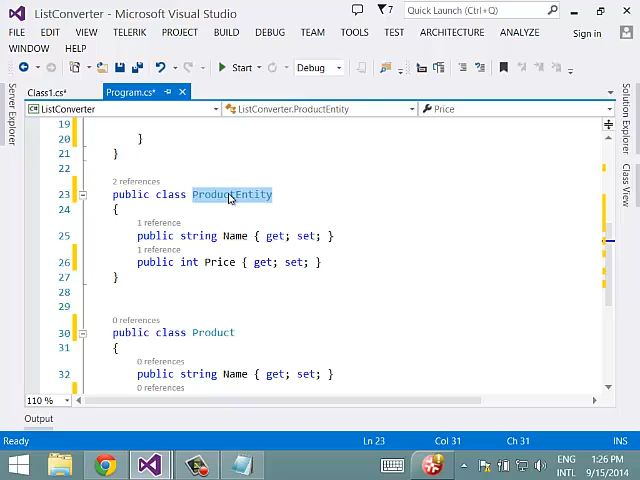 ListConverter - Microsoft Visual Studio
7
Quick Launch (Ctrl+Q)
FILE EDIT VIEW TELERIK PROJECT BUILD DEBUG TEAM TOOLS TEST ARCHITECTURE ANALYZE Sign in
WINDOW HELP
Start Debug
Server Explorer
Class1.cs* Program.cs*
ListConverter ListConverter.ProductEntity Price
Solution Explorer
Class View
19
20 }
21 }
22
2 references
23 public class ProductEntity
24 {
1 reference
25 public string Name { get; set; }
1 reference
26 public int Price { get; set; }
27 }
28
29
0 references
30 public class Product
31 {
0 references
32 public string Name { get; set; }
0 references
110 %
Output
Ready Ln 23 Col 31 Ch 31 INS
ENG 1:26 PM
INTL 9/15/2014